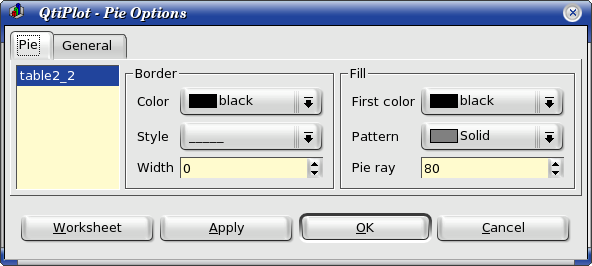 QtiPlot - Pie Options
Pie General
table2_2
Border
Color black
Style _____
Width 0
Fill
First color black
Pattern Solid
Pie ray 80
Worksheet Apply OK Cancel